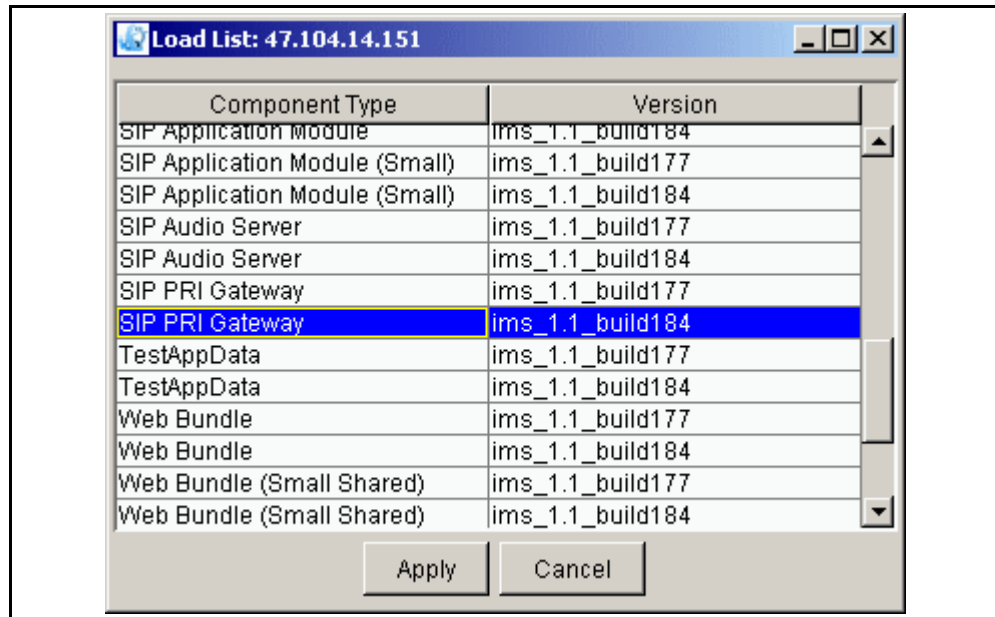 Load List: 47.104.14.151
Component Type Version
SIP Application Module ims_1.1_build184
SIP Application Module (Small) ims_1.1_build177
SIP Application Module (Small) ims_1.1_build184
SIP Audio Server ims_1.1_build177
SIP Audio Server ims_1.1_build184
SIP PRI Gateway ims_1.1_build177
SIP PRI Gateway ims_1.1_build184
TestAppData ims_1.1_build177
TestAppData ims_1.1_build184
Web Bundle ims_1.1_build177
Web Bundle ims_1.1_build184
Web Bundle (Small Shared) ims_1.1_build177
Web Bundle (Small Shared) ims_1.1_build184
Apply Cancel